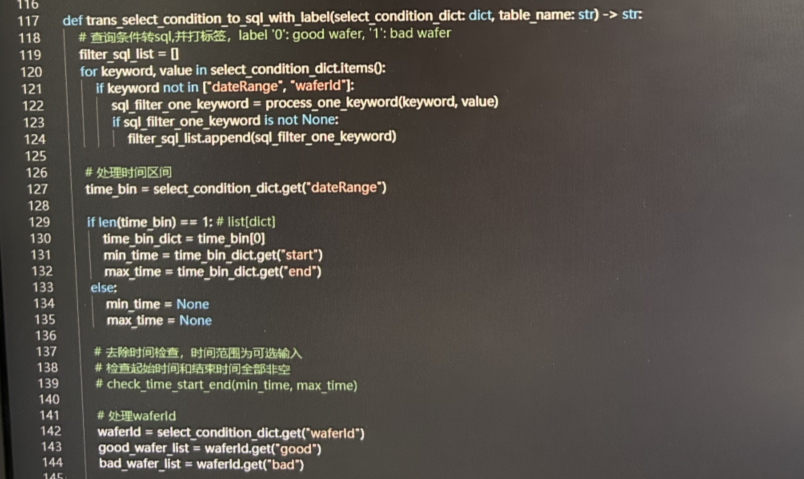 116
117 def trans_select_condition_to_sql_with_label(select_condition_dict: dict, table_name: str) -> str:
118 # 查询条件转sql,并打标签，label '0': good wafer, '1': bad wafer
119 filter_sql_list = []
120 for keyword, value in select_condition_dict.items():
121 if keyword not in ["dateRange", "waferId"]:
122 sql_filter_one_keyword = process_one_keyword(keyword, value)
123 if sql_filter_one_keyword is not None:
124 filter_sql_list.append(sql_filter_one_keyword)
125
126 # 处理时间区间
127 time_bin = select_condition_dict.get("dateRange")
128
129 if len(time_bin) == 1: # list[dict]
130 time_bin_dict = time_bin[0]
131 min_time = time_bin_dict.get("start")
132 max_time = time_bin_dict.get("end")
133 else:
134 min_time = None
135 max_time = None
136
137 # 去除时间检查，时间范围为可选输入
138 # 检查起始时间和结束时间全部非空
139 # check_time_start_end(min_time, max_time)
140
141 # 处理waferId
142 waferId = select_condition_dict.get("waferId")
143 good_wafer_list = waferId.get("good")
144 bad_wafer_list = waferId.get("bad")
145